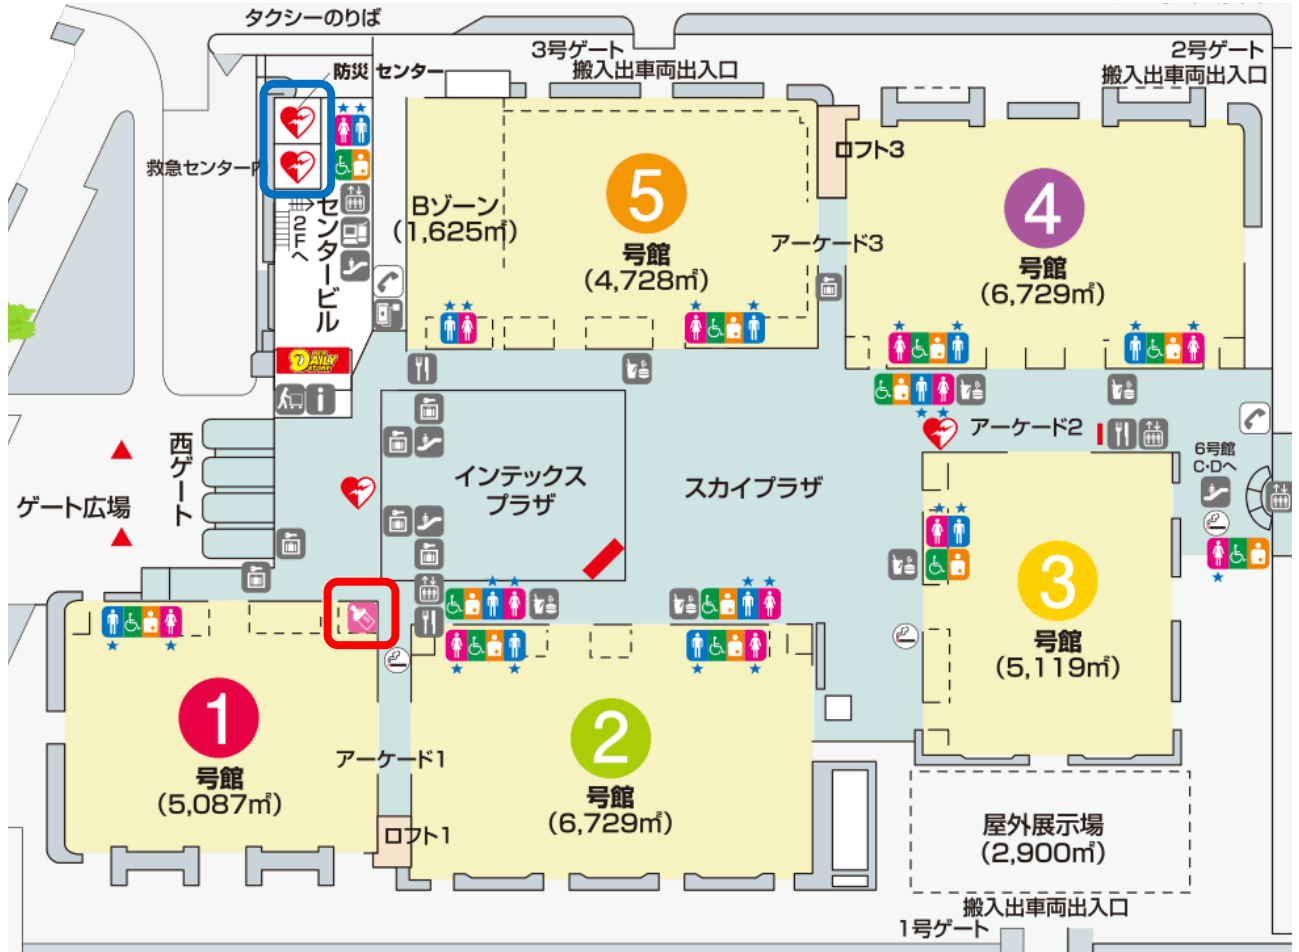 タクシーのりば
防災センター
救急センター内
2Fへ
センタービル
DAILY
STORE
3号ゲート
搬入出車両出入口
2号ゲート
搬入出車両出入口
Bゾーン
(1,625㎡)
5
号館
(4,728㎡)
ロフト3
アーケード3
4
号館
(6,729㎡)
西ゲート
ゲート広場
インテックス
プラザ
スカイプラザ
アーケード2
6号館
C・Dへ
3
号館
(5,119㎡)
1
号館
(5,087㎡)
アーケード1
ロフト1
2
号館
(6,729㎡)
屋外展示場
(2,900㎡)
搬入出車両出入口
1号ゲート